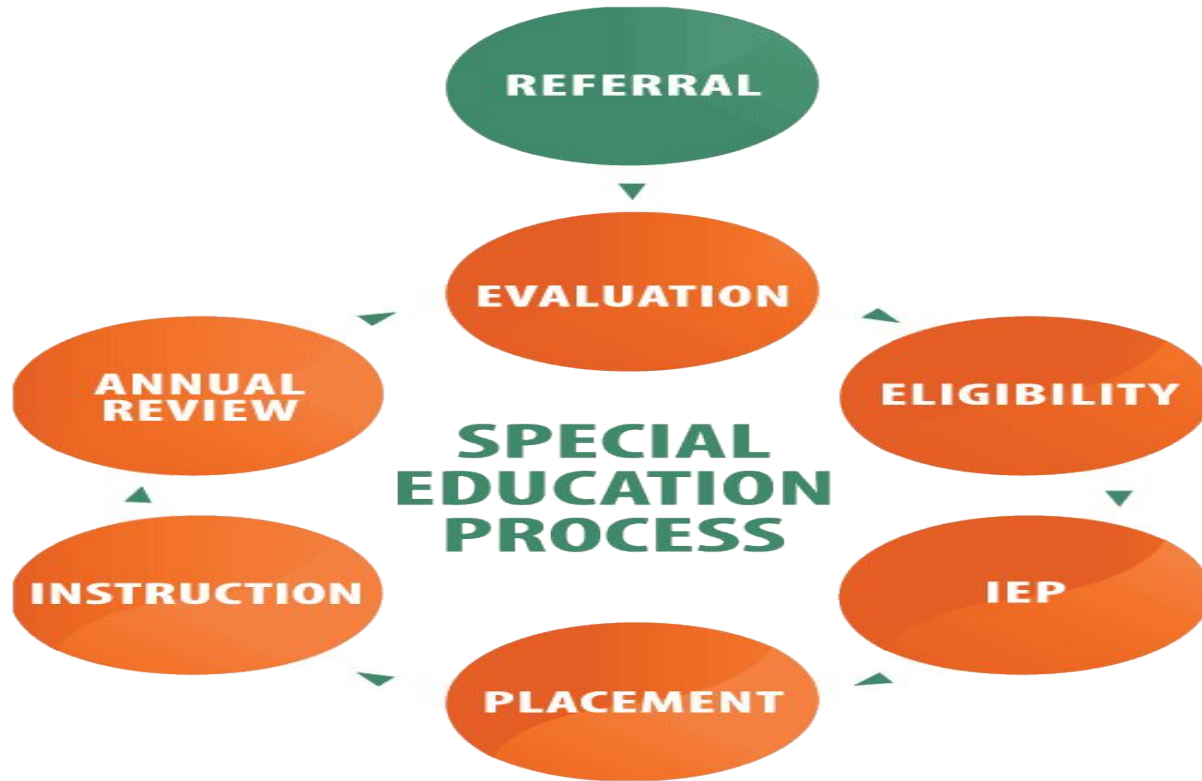 REFERRAL
EVALUATION
ELIGIBILITY
IEP
PLACEMENT
INSTRUCTION
ANNUAL
REVIEW
SPECIAL
EDUCATION
PROCESS